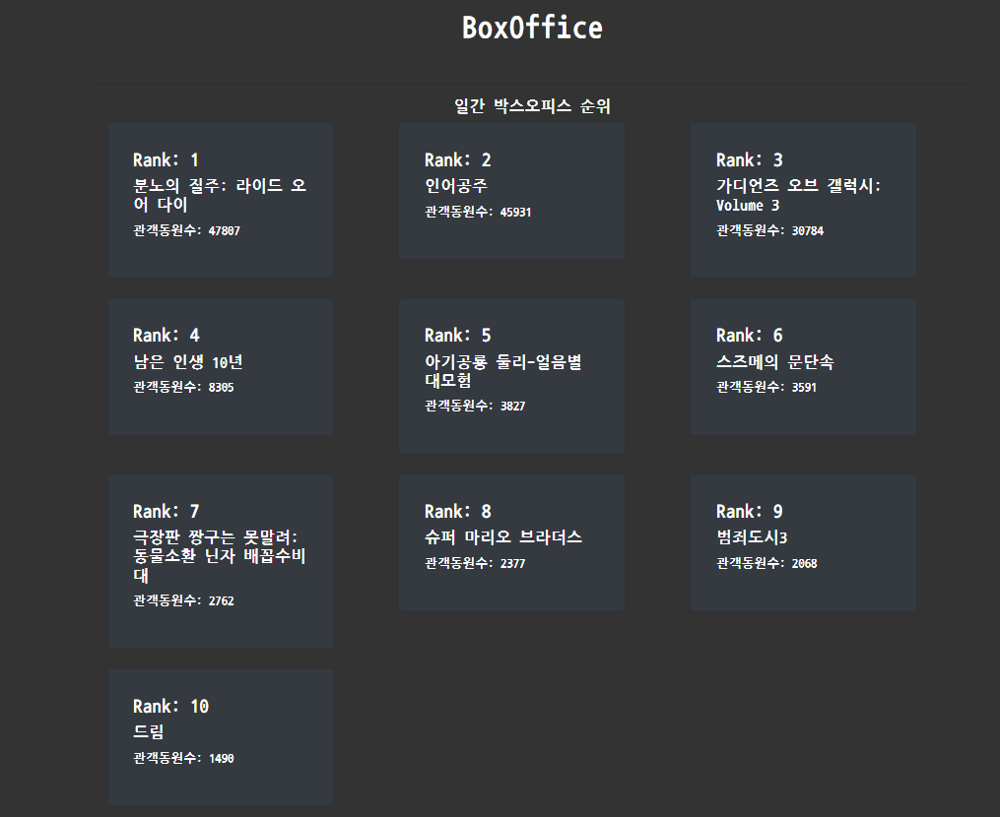 BoxOffice
일간 박스오피스 순위
Rank: 1
분노의 질주: 라이드 오
어 다이
관객동원수: 47807
Rank: 2
인어공주
관객동원수: 45931
Rank: 3
가디언즈 오브 갤럭시:
Volume 3
관객동원수: 30784
Rank: 4
남은 인생 10년
관객동원수: 8305
Rank: 5
아기공룡 둘리-얼음별
대모험
관객동원수: 3827
Rank: 6
스즈메의 문단속
관객동원수: 3591
Rank: 7
극장판 짱구는 못말려:
동물소환 닌자 배꼽수비
대
관객동원수: 2762
Rank: 8
슈퍼 마리오 브라더스
관객동원수: 2377
Rank: 9
범죄도시3
관객동원수: 2068
Rank: 10
드림
관객동원수: 1490